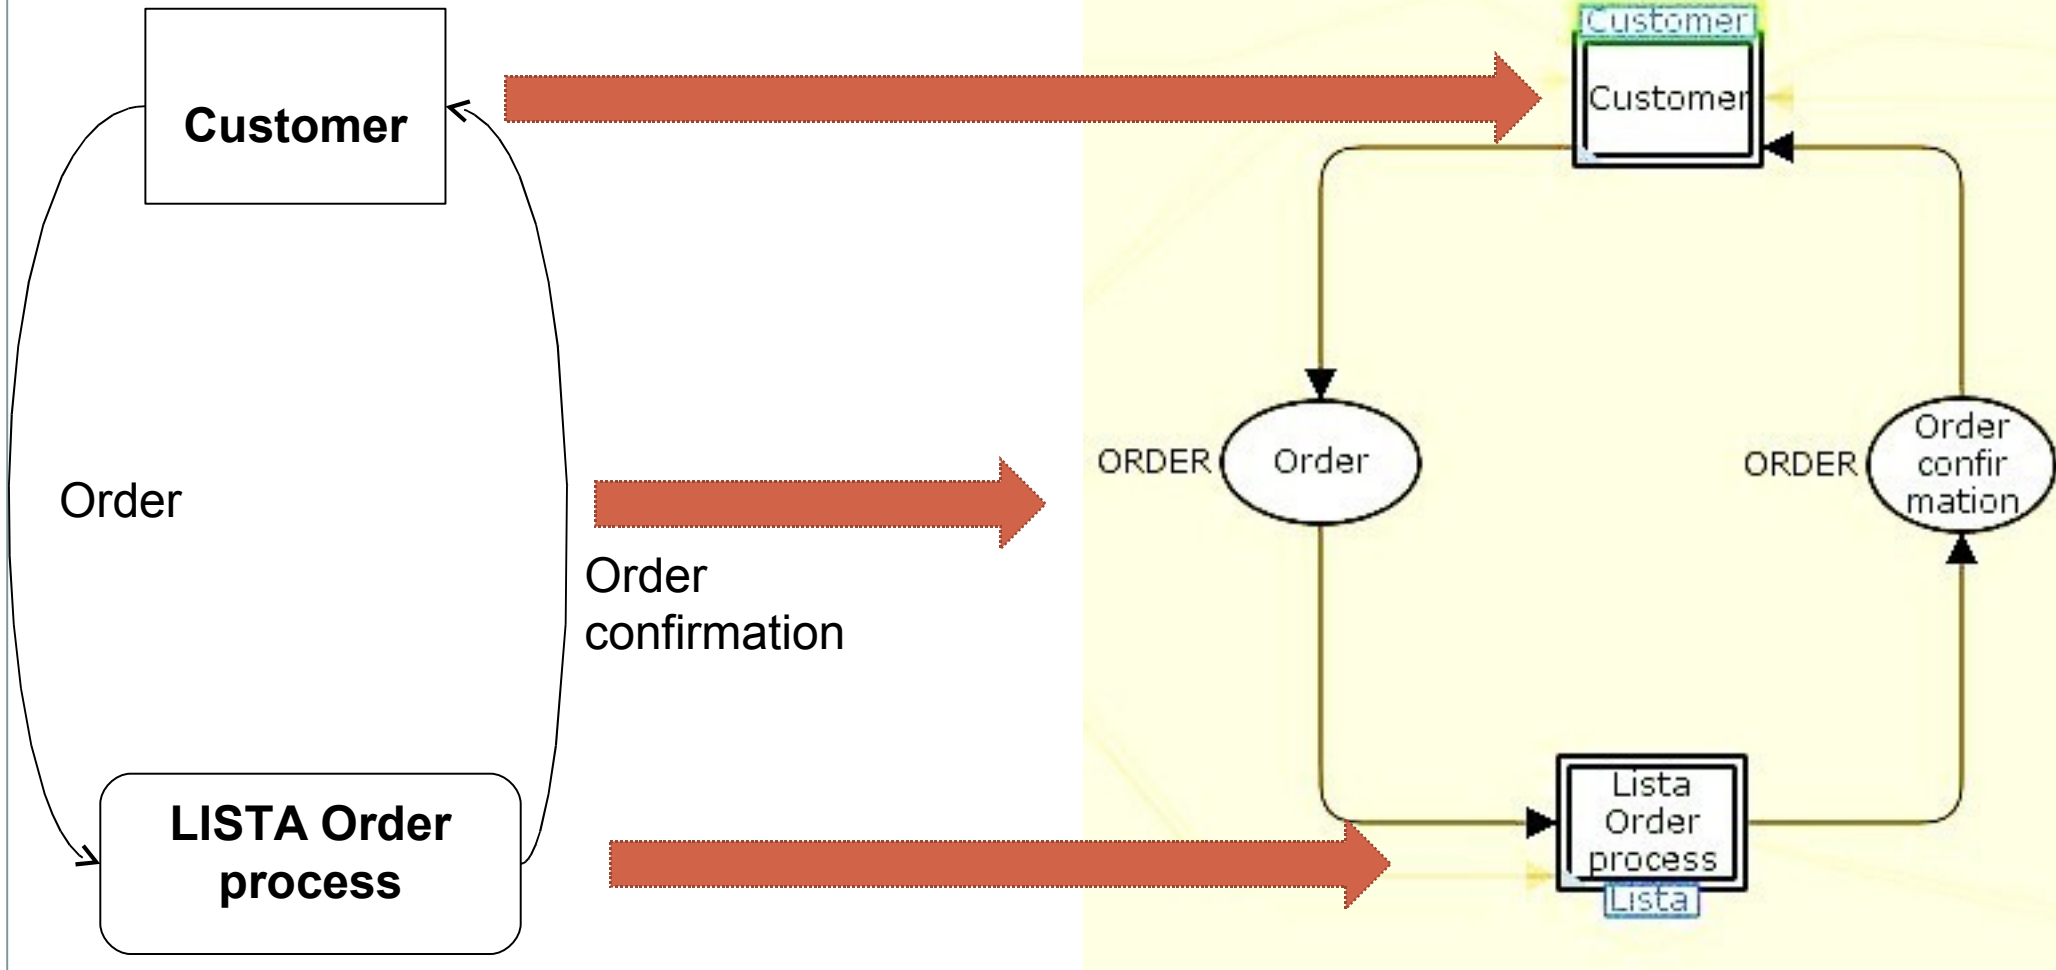 Customer
Order
Order
confirmation
LISTA Order
process
Customer
Customer
ORDER
Order
ORDER
Order
confir
mation
Lista
Order
process
Lista